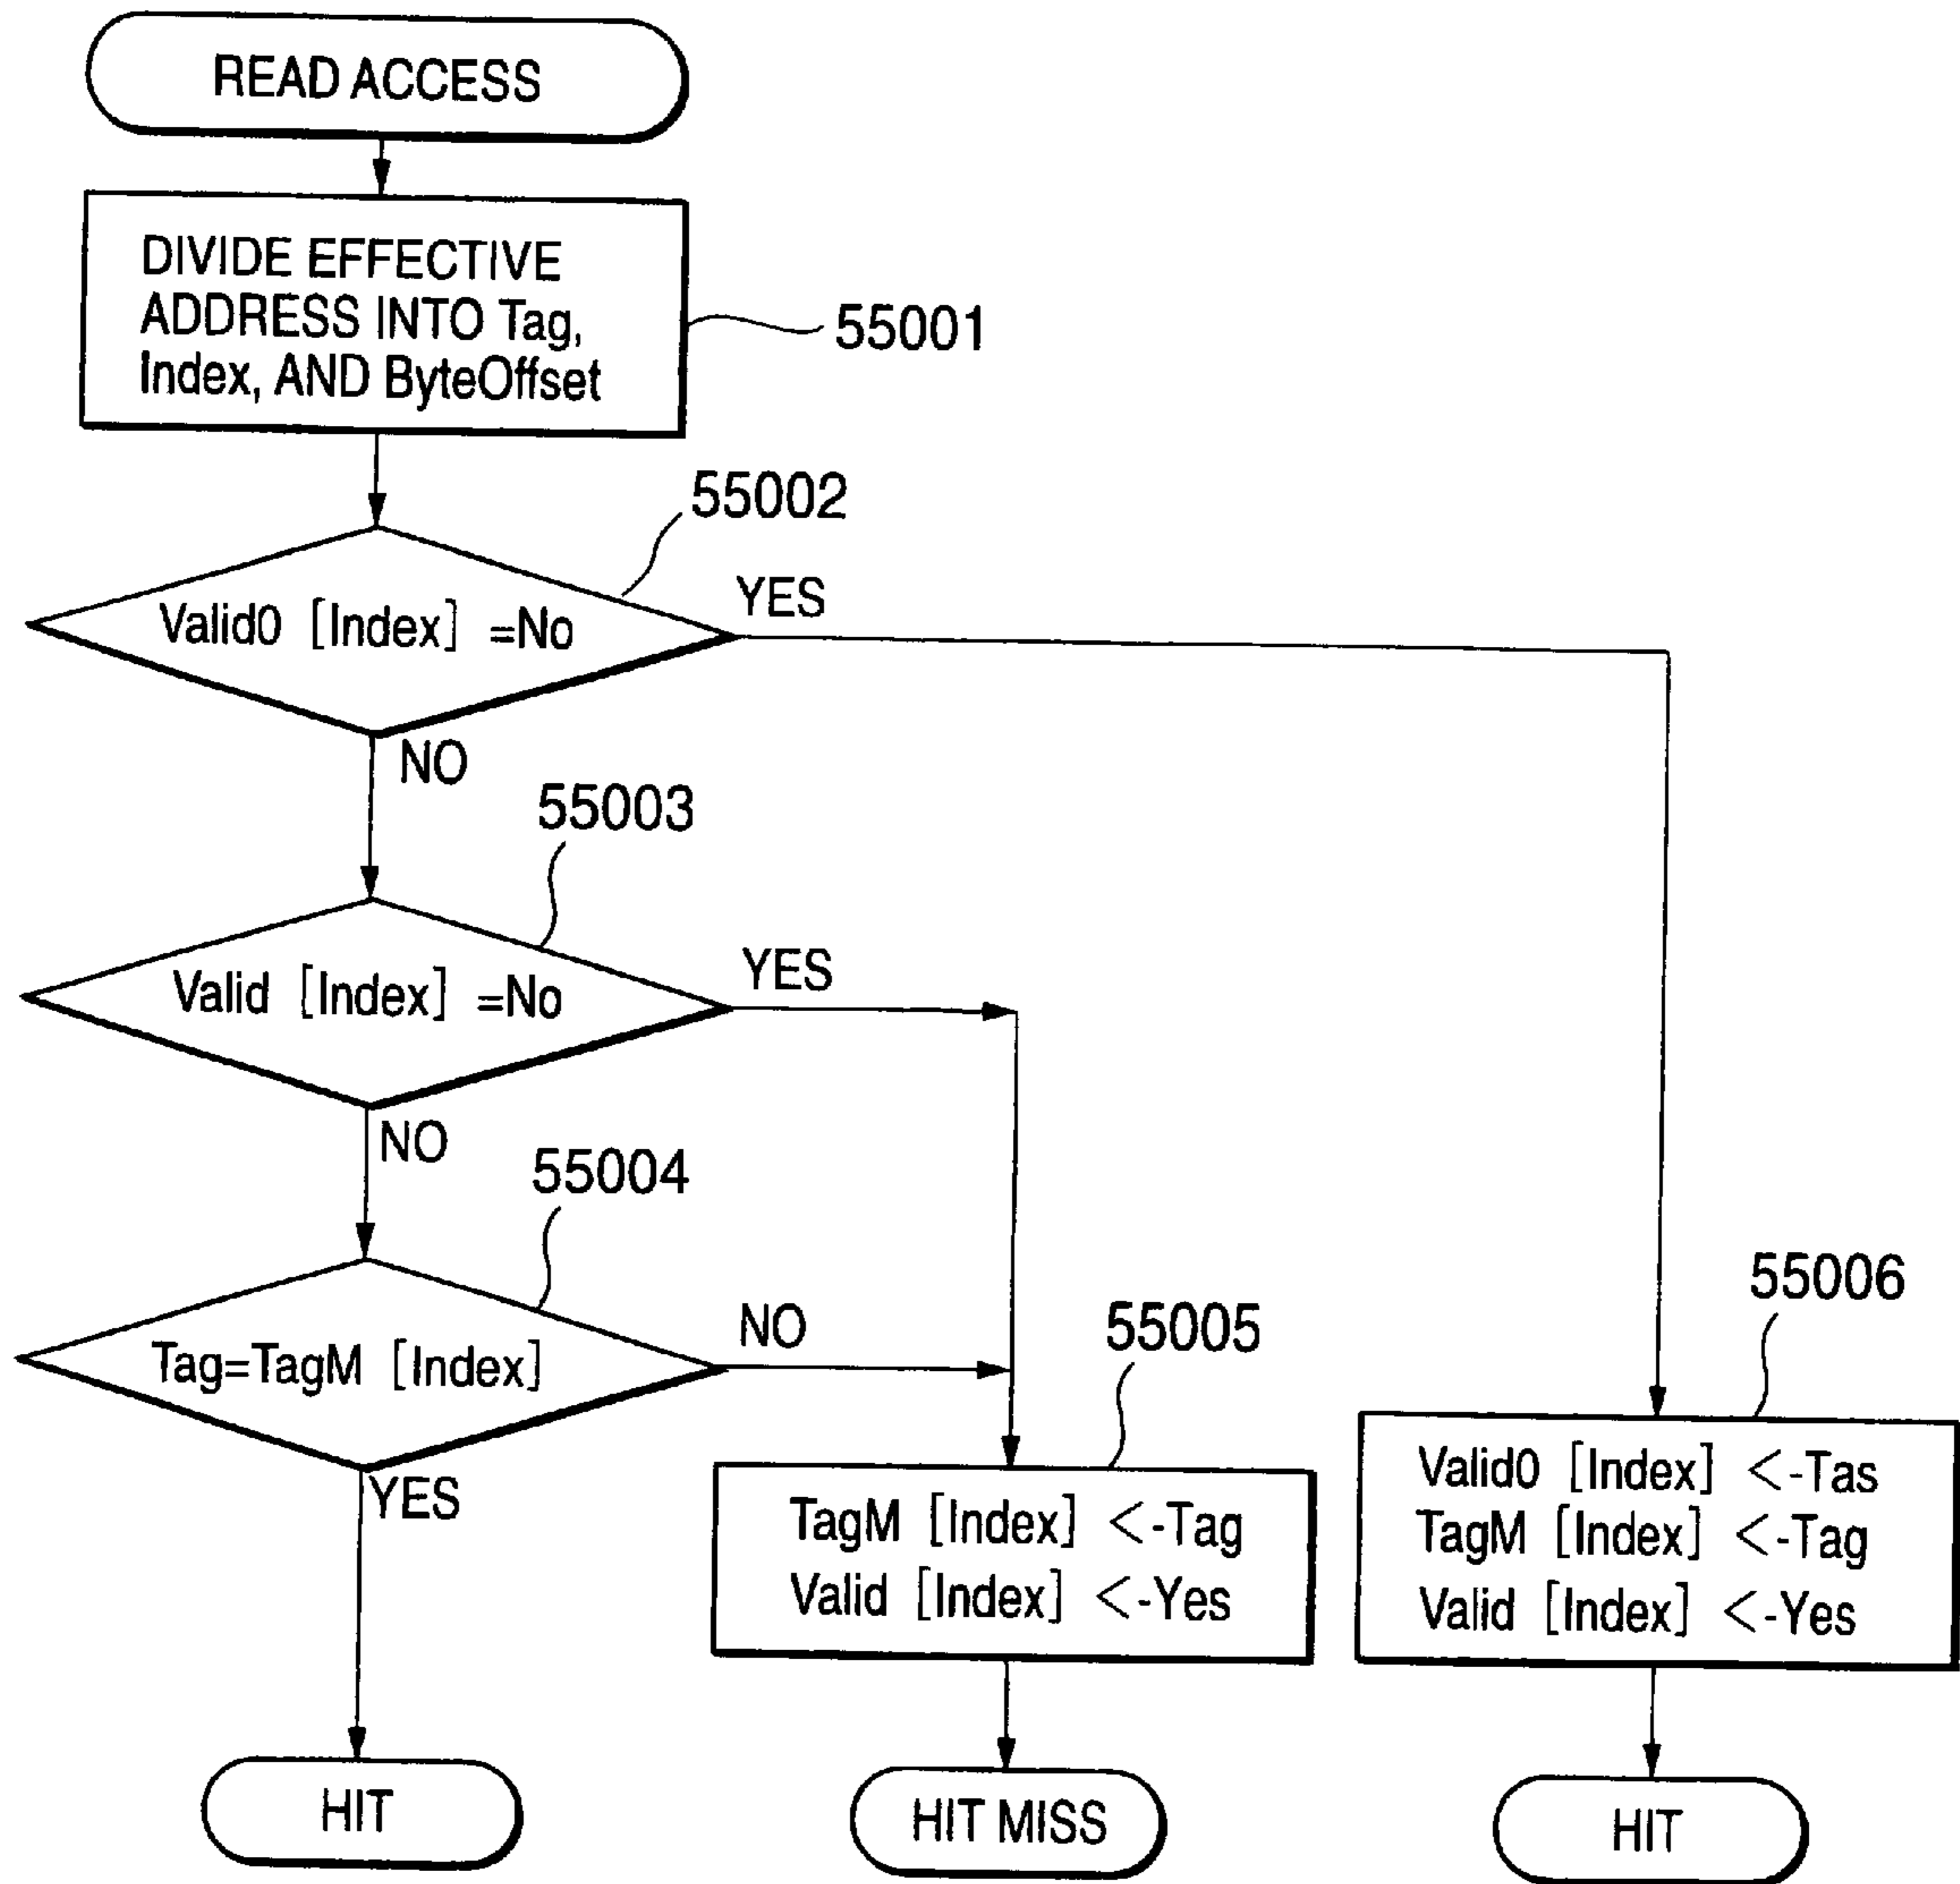 READ ACCESS
DIVIDE EFFECTIVE
ADDRESS INTO Tag,
Index, AND ByteOffset
55001
55002
Valid0 [Index] =No
YES
NO
55003
Valid [Index] =No
YES
NO
55004
Tag=TagM [Index]
NO
YES
55005
TagM [Index] <-Tag
Valid [Index] <-Yes
55006
Valid0 [Index] <-Tas
TagM [Index] <-Tag
Valid [Index] <-Yes
HIT
HIT MISS
HIT